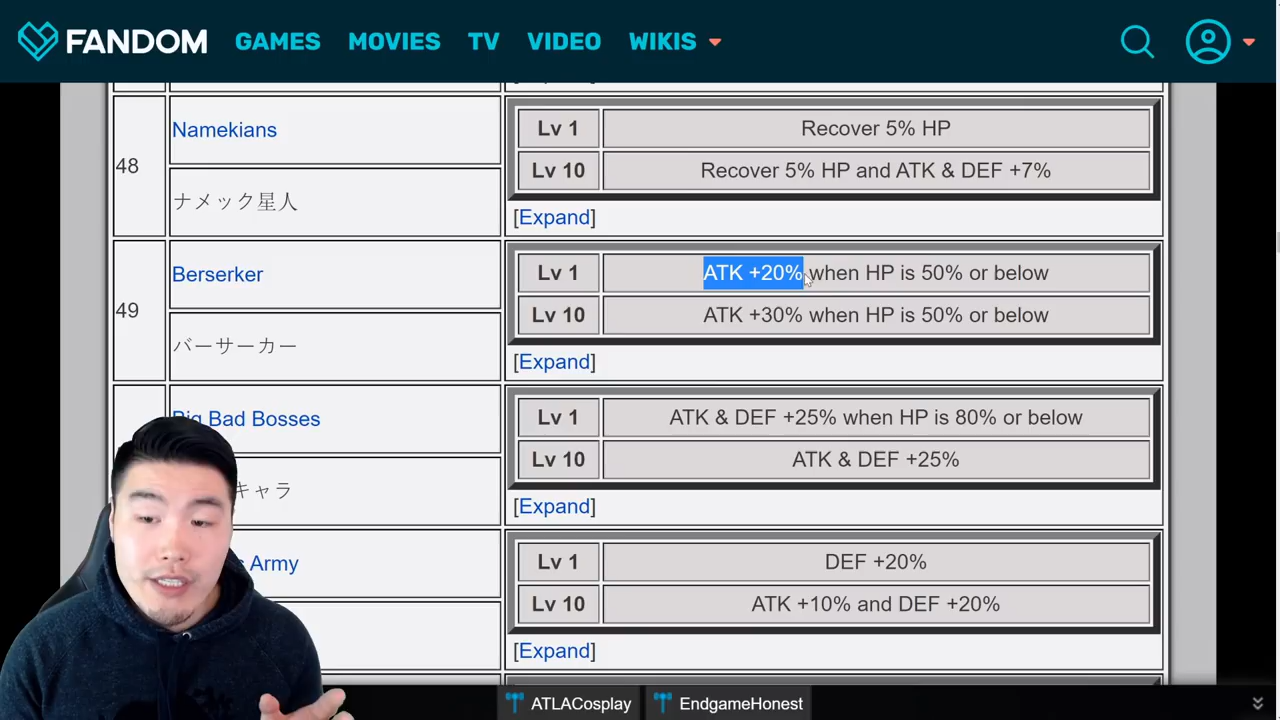 FANDOM GAMES MOVIES TV VIDEO WIKIS
48
Namekians
ナメック星人
Lv 1 Recover 5% HP
Lv 10 Recover 5% HP and ATK & DEF +7%
[Expand]
49
Berserker
バーサーカー
Lv 1 ATK +20% when HP is 50% or below
Lv 10 ATK +30% when HP is 50% or below
[Expand]
Big Bad Bosses
キャラ
Lv 1 ATK & DEF +25% when HP is 80% or below
Lv 10 ATK & DEF +25%
[Expand]
Army
Lv 1 DEF +20%
Lv 10 ATK +10% and DEF +20%
[Expand]
ATLACosplay EndgameHonest